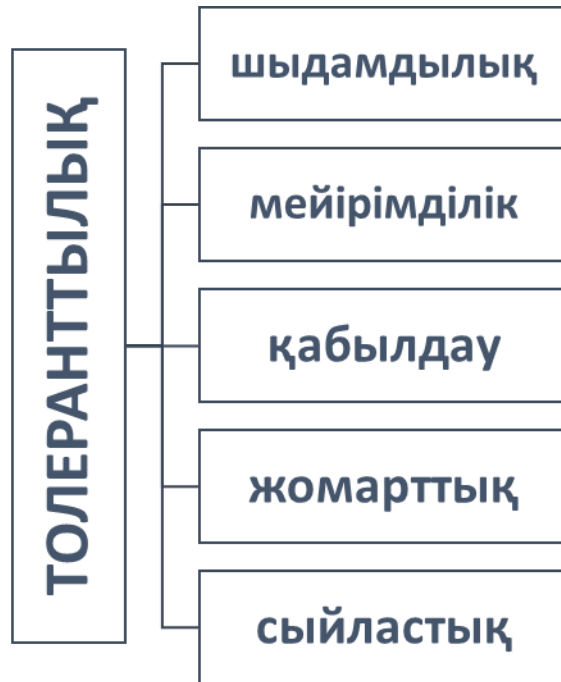 ТОЛЕРАНТТЫЛЫҚ
шыдамдылық
мейірімділік
қабылдау
жомарттық
сыйластық